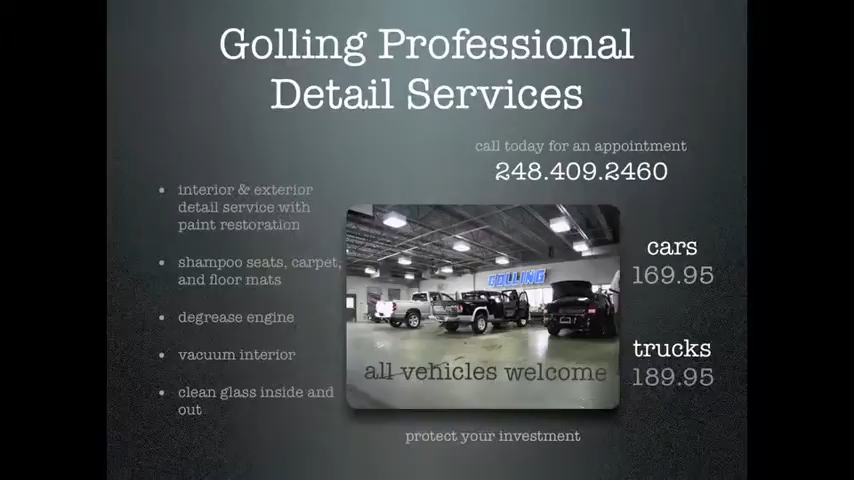 Golling Professional
Detail Services
call today for an appointment
248.409.2460
• interior & exterior
detail service with
paint restoration
• shampoo seats, carpet,
and floor mats
• degrease engine
• vacuum interior
• clean glass inside and
out
GOLLING
all vehicles welcome
cars
169.95
trucks
189.95
protect your investment